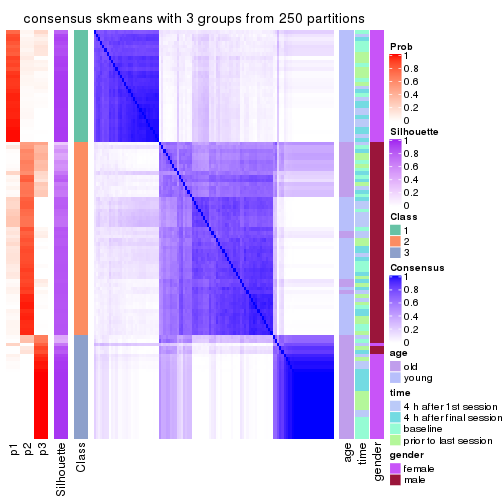 consensus skmeans with 3 groups from 250 partitions
Prob
1
0.8
0.6
0.4
0.2
0
Silhouette
1
0.8
0.6
0.4
0.2
0
Class
1
2
3
Consensus
1
0.8
0.6
0.4
0.2
0
age
old
young
time
4 h after 1st session
4 h after final session
baseline
prior to last session
gender
female
male
p1
p2
p3
Silhouette
Class
age
time
gender